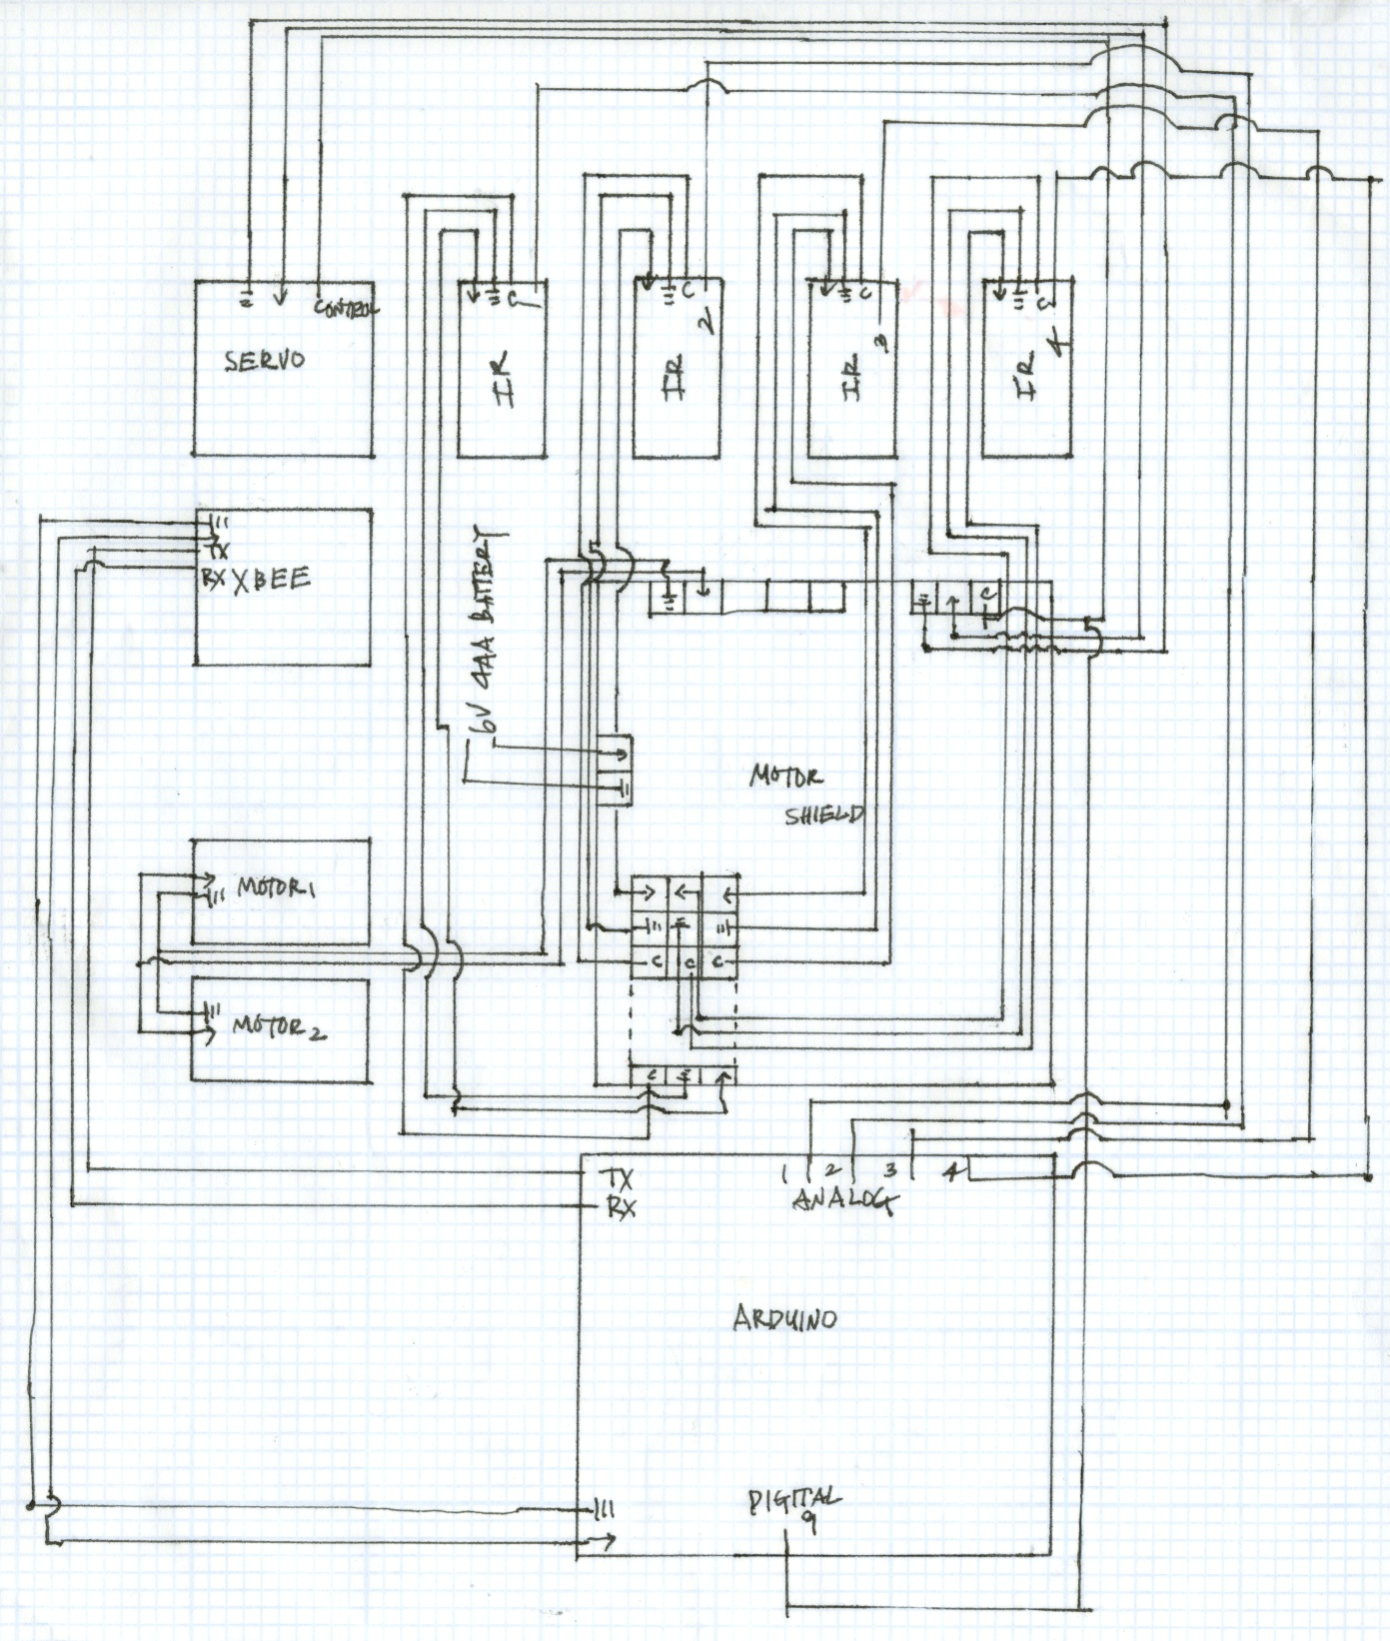 CONTROL
SERVO
C 1
IR
C 2
IR
C 3
IR
C 4
IR
TX
RX XBEE
6V 4AA BATTERY
C
MOTOR
SHIELD
MOTOR 1
C C C
MOTOR 2
C
TX
RX
1 2 3 4
ANALOG
ARDUINO
DIGITAL
9